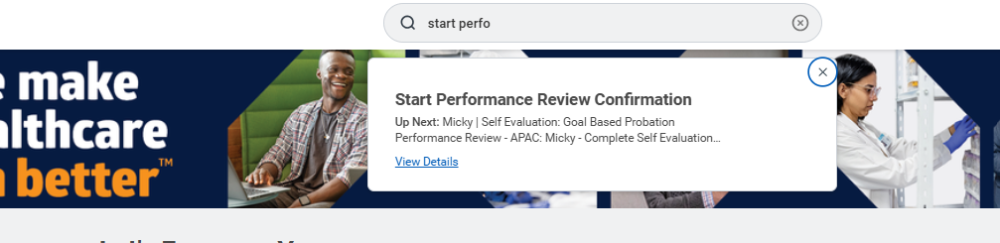 start perfo
make
lthcare
better™
Start Performance Review Confirmation
Up Next: Micky | Self Evaluation: Goal Based Probation
Performance Review - APAC: Micky - Complete Self Evaluation...
View Details